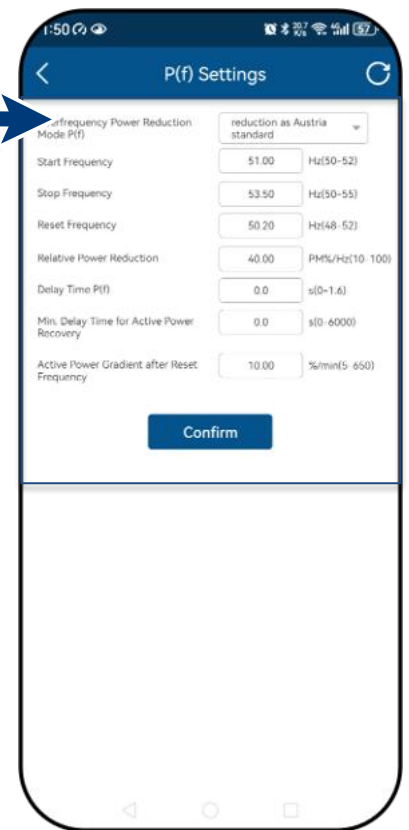 1:50
57
P(f) Settings
Power Reduction
Mode P(f)
reduction as Austria
standard
Start Frequency
51.00
Hz(50~52)
Stop Frequency
53.50
Hz(50~55)
Reset Frequency
50.20
Hz(48~52)
Relative Power Reduction
40.00
PM%/Hz(10~100)
Delay Time P(f)
0.0
s(0~1.6)
Min. Delay Time for Active Power
Recovery
0.0
s(0~6000)
Active Power Gradient after Reset
Frequency
10.00
%/min(5~650)
Confirm